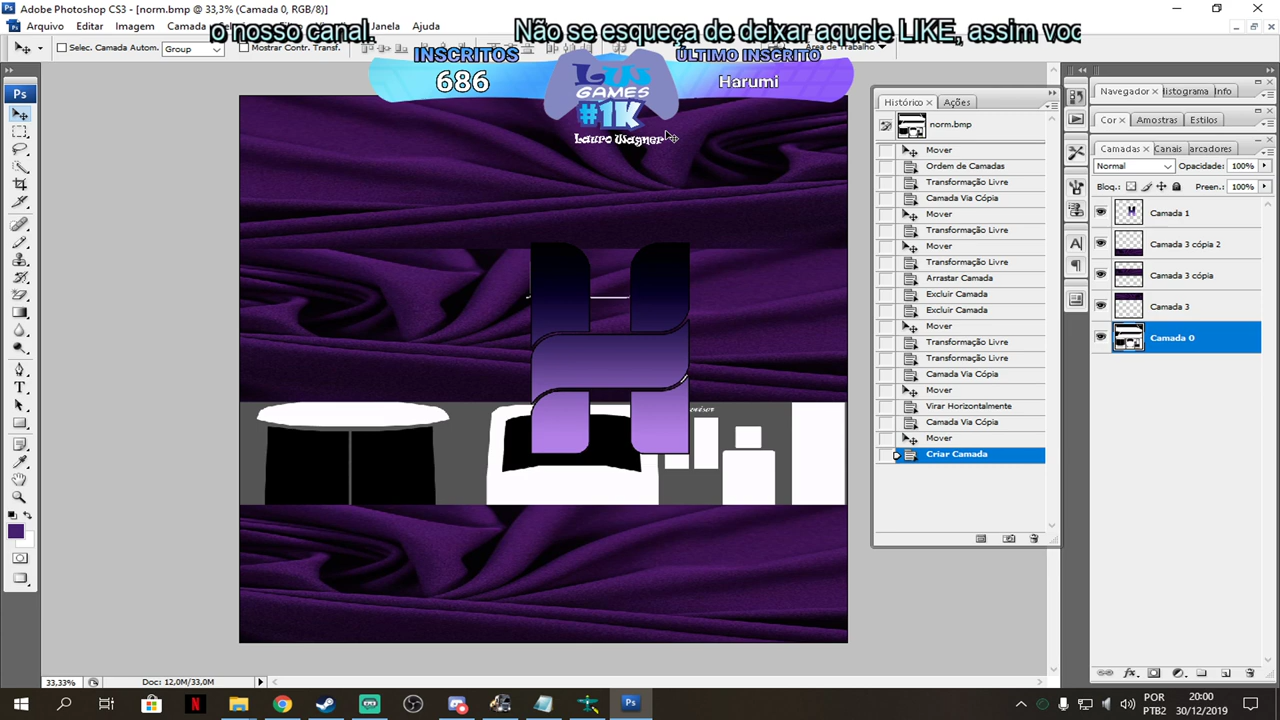 Adobe Photoshop CS3 - [norm.bmp @ 33,3% (Camada 0, RGB/8)]
Arquivo Editar Imagem Camada Janela Ajuda
o nosso canal. Não se esqueça de deixar aquele LIKE, assim voc
Selec. Camada Autom. Group Mostrar Contr. Transf. Área de Trabalho
INSCRITOS
686
LWS
GAMES
#1K
Lauro Wagner
ÚLTIMO INSCRITO
Harumi
Ps
Histórico Ações
norm.bmp
Mover
Ordem de Camadas
Transformação Livre
Camada Via Cópia
Mover
Transformação Livre
Mover
Transformação Livre
Arrastar Camada
Excluir Camada
Excluir Camada
Mover
Transformação Livre
Transformação Livre
Camada Via Cópia
Mover
Virar Horizontalmente
Camada Via Cópia
Mover
Criar Camada
Navegador Histograma Info
Cor Amostras Estilos
Camadas Canais arcadores
Normal Opacidade: 100%
Bloq.: Preen.: 100%
Camada 1
Camada 3 cópia 2
Camada 3 cópia
Camada 3
Camada 0
33,33% Doc: 12,0M/33,0M
POR
PTB2
20:00
30/12/2019